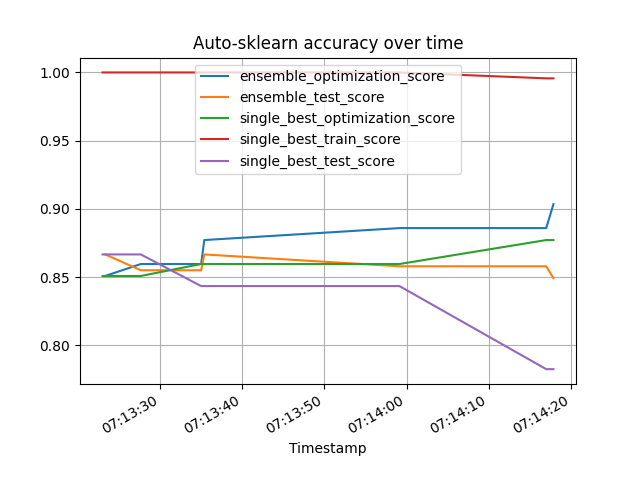 Auto-sklearn accuracy over time
1.00
0.95
0.90
0.85
0.80
ensemble_optimization_score
ensemble_test_score
single_best_optimization_score
single_best_train_score
single_best_test_score
07:13:30
07:13:40
07:13:50
07:14:00
07:14:10
07:14:20
Timestamp